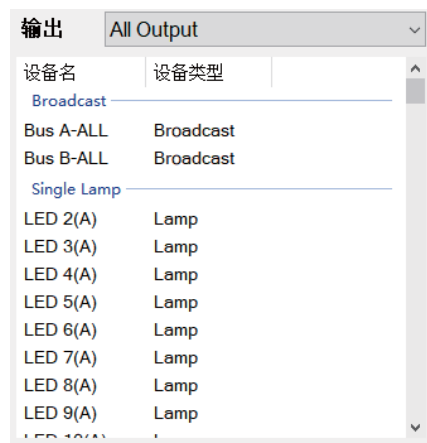 输出 All Output
设备名 设备类型
Broadcast
Bus A-ALL Broadcast
Bus B-ALL Broadcast
Single Lamp
LED 2(A) Lamp
LED 3(A) Lamp
LED 4(A) Lamp
LED 5(A) Lamp
LED 6(A) Lamp
LED 7(A) Lamp
LED 8(A) Lamp
LED 9(A) Lamp